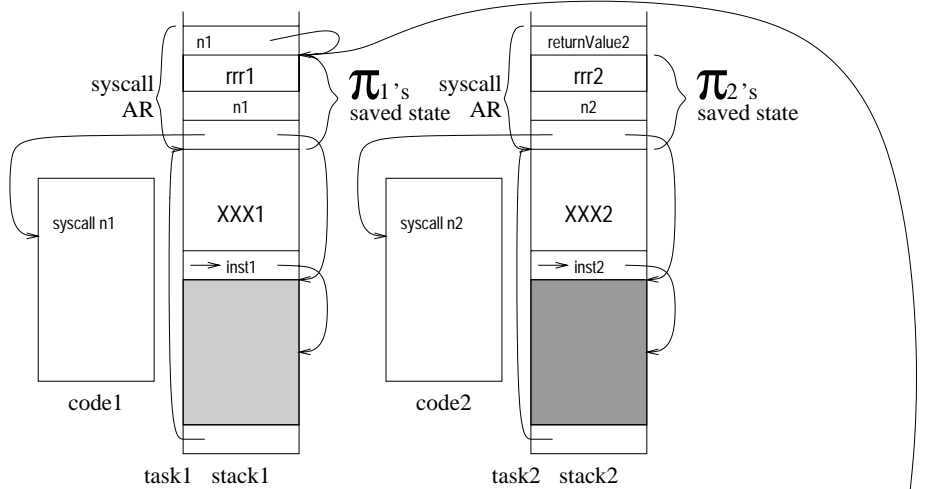 n1
rrr1
n1
syscall
AR
π1's
saved state
XXX1
inst1
syscall n1
code1
task1 stack1
returnValue2
rrr2
n2
syscall
AR
π2's
saved state
XXX2
inst2
syscall n2
code2
task2 stack2